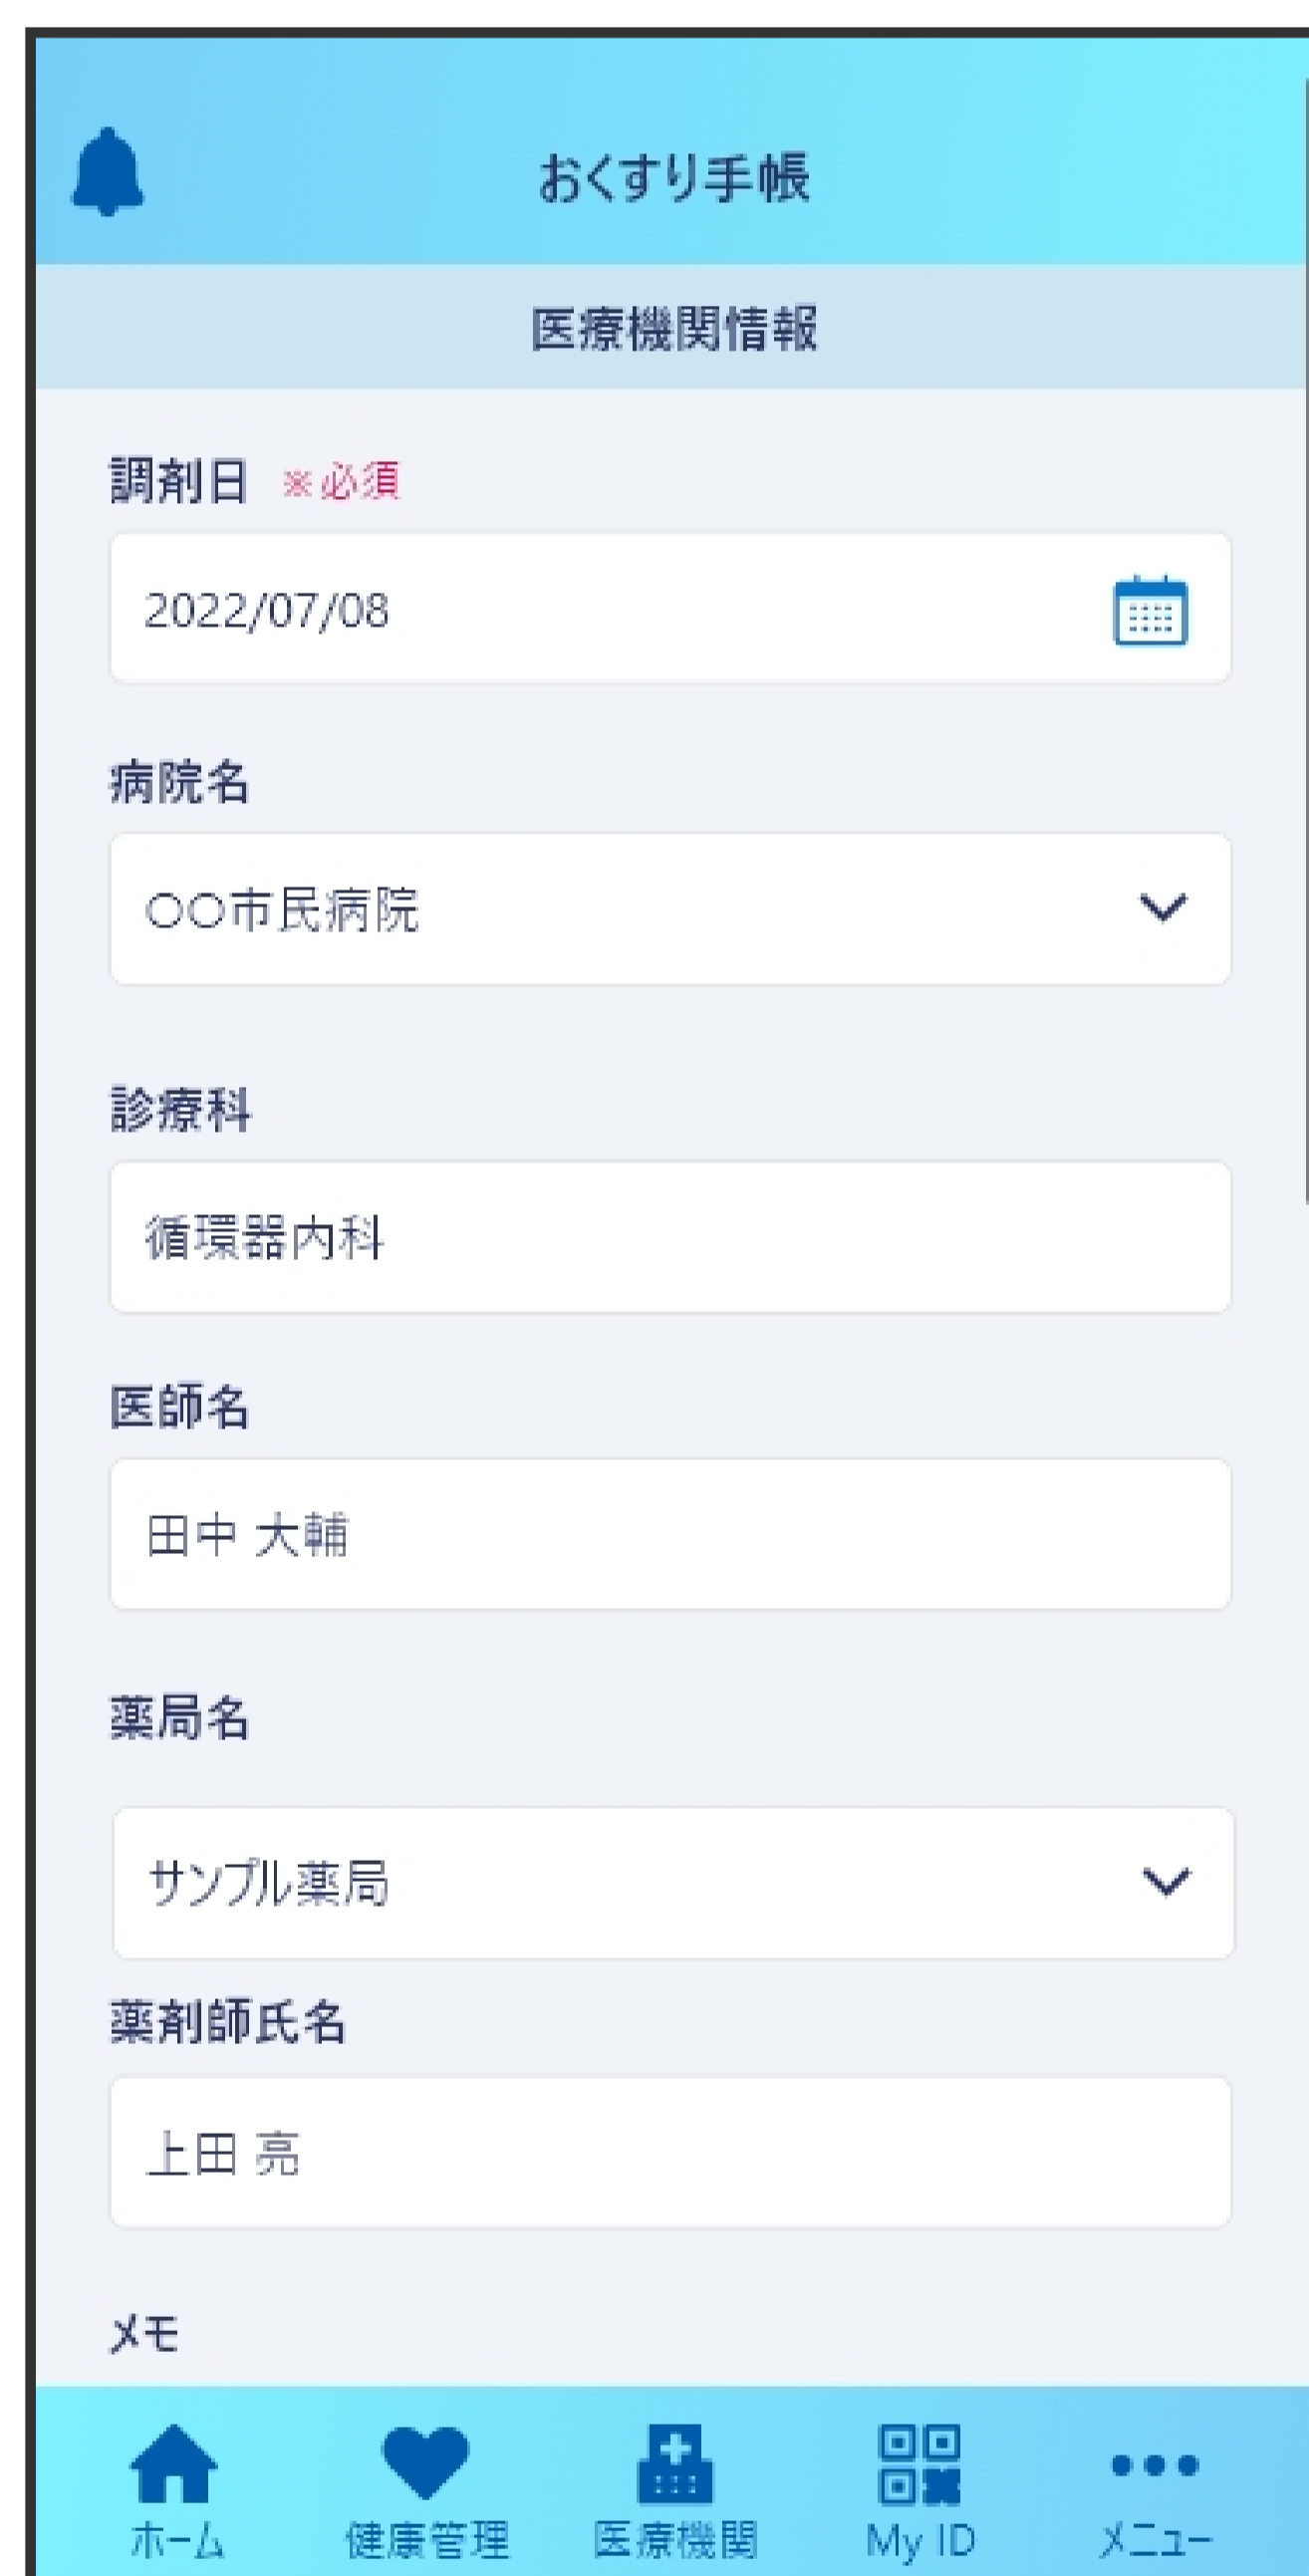 おくすり手帳
医療機関情報
調剤日 ※必須
2022/07/08
病院名
○○市民病院
診療科
循環器内科
医師名
田中 大輔
薬局名
サンプル薬局
薬剤師氏名
上田 亮
メモ
ホーム 健康管理 医療機関 My ID メニュー